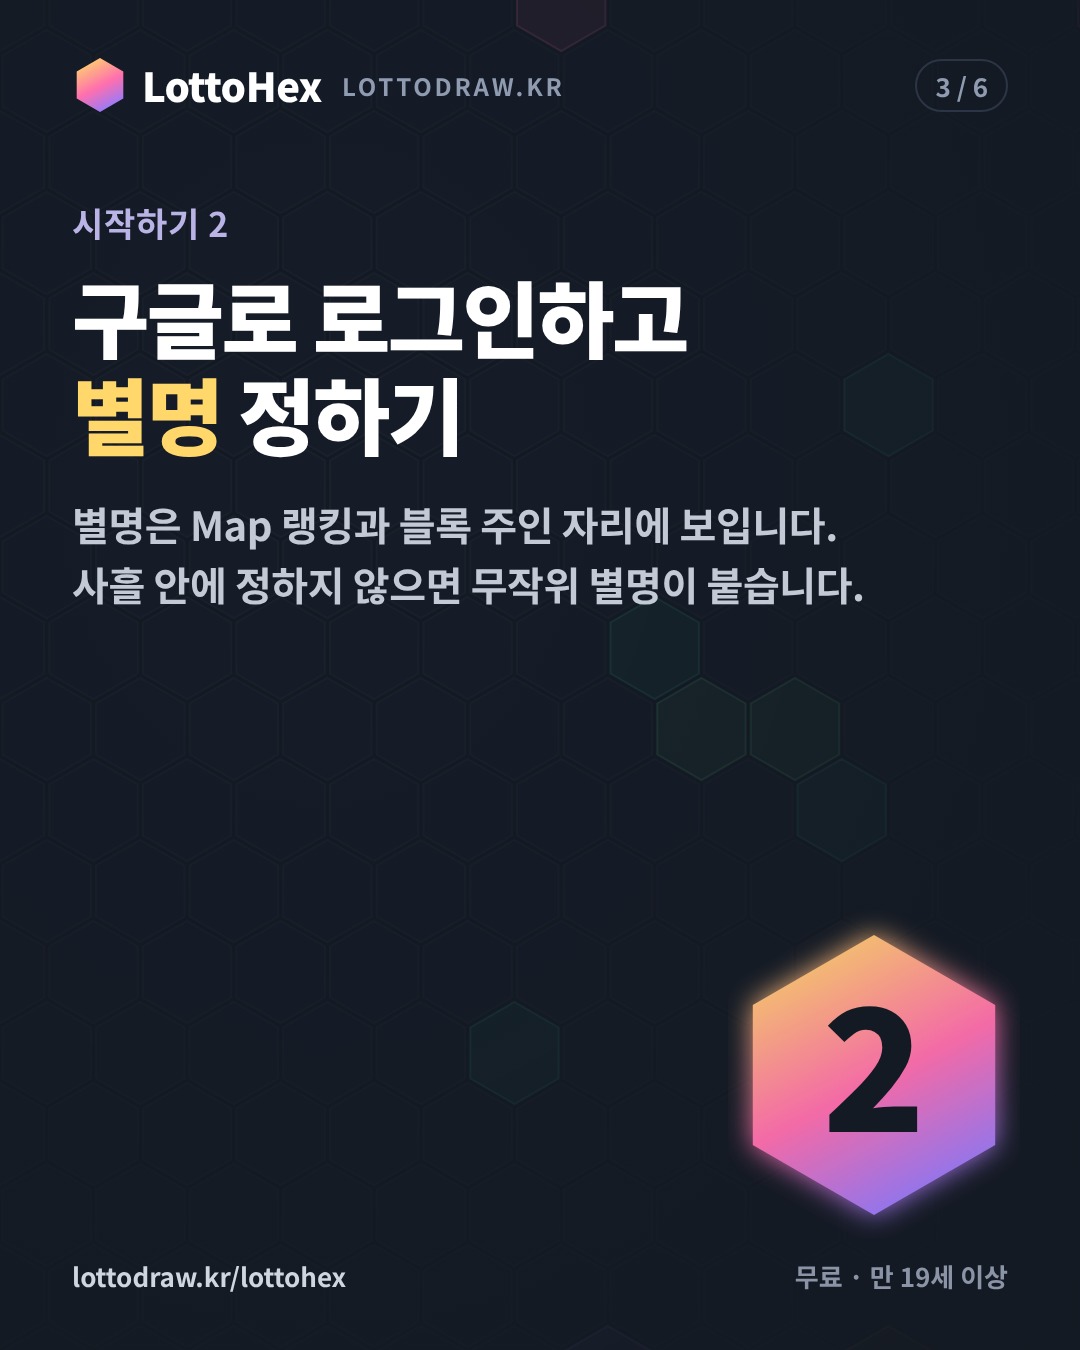 LottoHex LOTTODRAW.KR
3 / 6
시작하기 2
구글로 로그인하고
별명 정하기
별명은 Map 랭킹과 블록 주인 자리에 보입니다.
사흘 안에 정하지 않으면 무작위 별명이 붙습니다.
2
lottodraw.kr/lottohex
무료 · 만 19세 이상